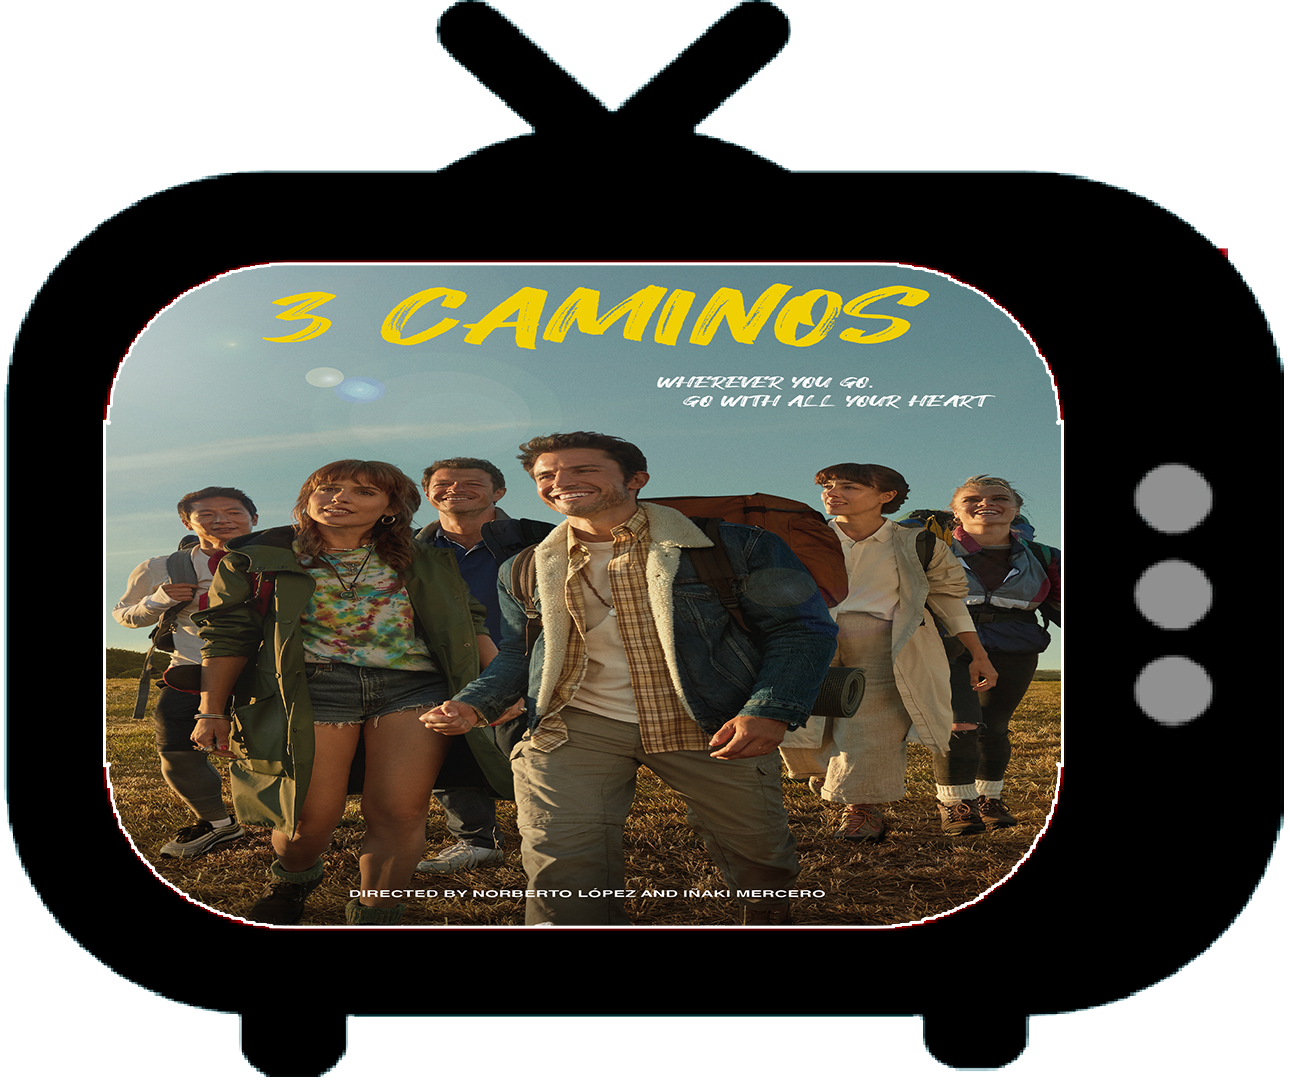 3 CAMINOS
WHEREVER YOU GO.
GO WITH ALL YOUR HEART
DIRECTED BY NORBERTO LÓPEZ AND IÑAKI MERCERO